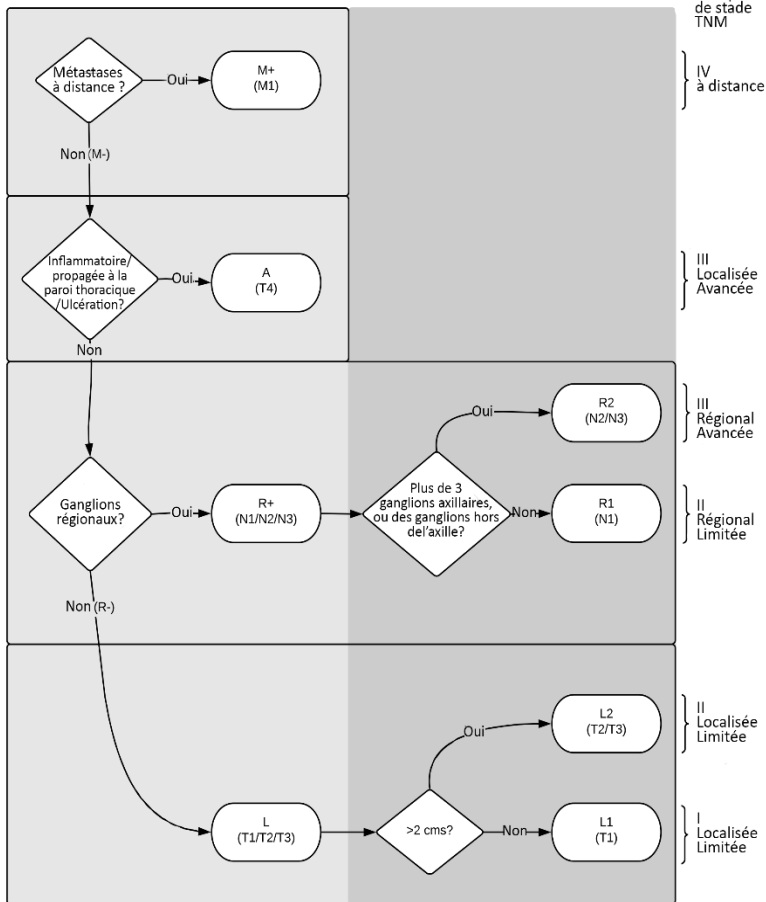 de stade
TNM
Métastases
à distance ?
Oui
M+
(M1)
IV
à distance
Non (M-)
Inflammatoire/
propagée à la
paroi thoracique
/Ulcération?
Oui
A
(T4)
III
Localisée
Avancée
Non
Oui
R2
(N2/N3)
III
Régional
Avancée
Ganglions
régionaux?
Oui
R+
(N1/N2/N3)
Plus de 3
ganglions axillaires,
ou des ganglions hors
del'axille?
Non
R1
(N1)
II
Régional
Limitée
Non (R-)
Oui
L2
(T2/T3)
II
Localisée
Limitée
L
(T1/T2/T3)
>2 cms?
Non
L1
(T1)
I
Localisée
Limitée